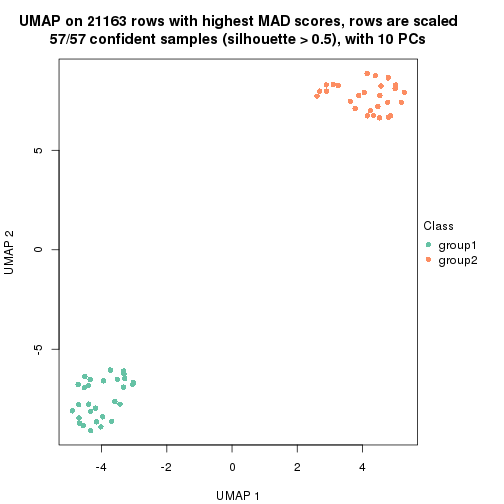 UMAP on 21163 rows with highest MAD scores, rows are scaled
57/57 confident samples (silhouette > 0.5), with 10 PCs
5
0
-5
UMAP 2
-4
-2
0
2
4
UMAP 1
Class
group1
group2